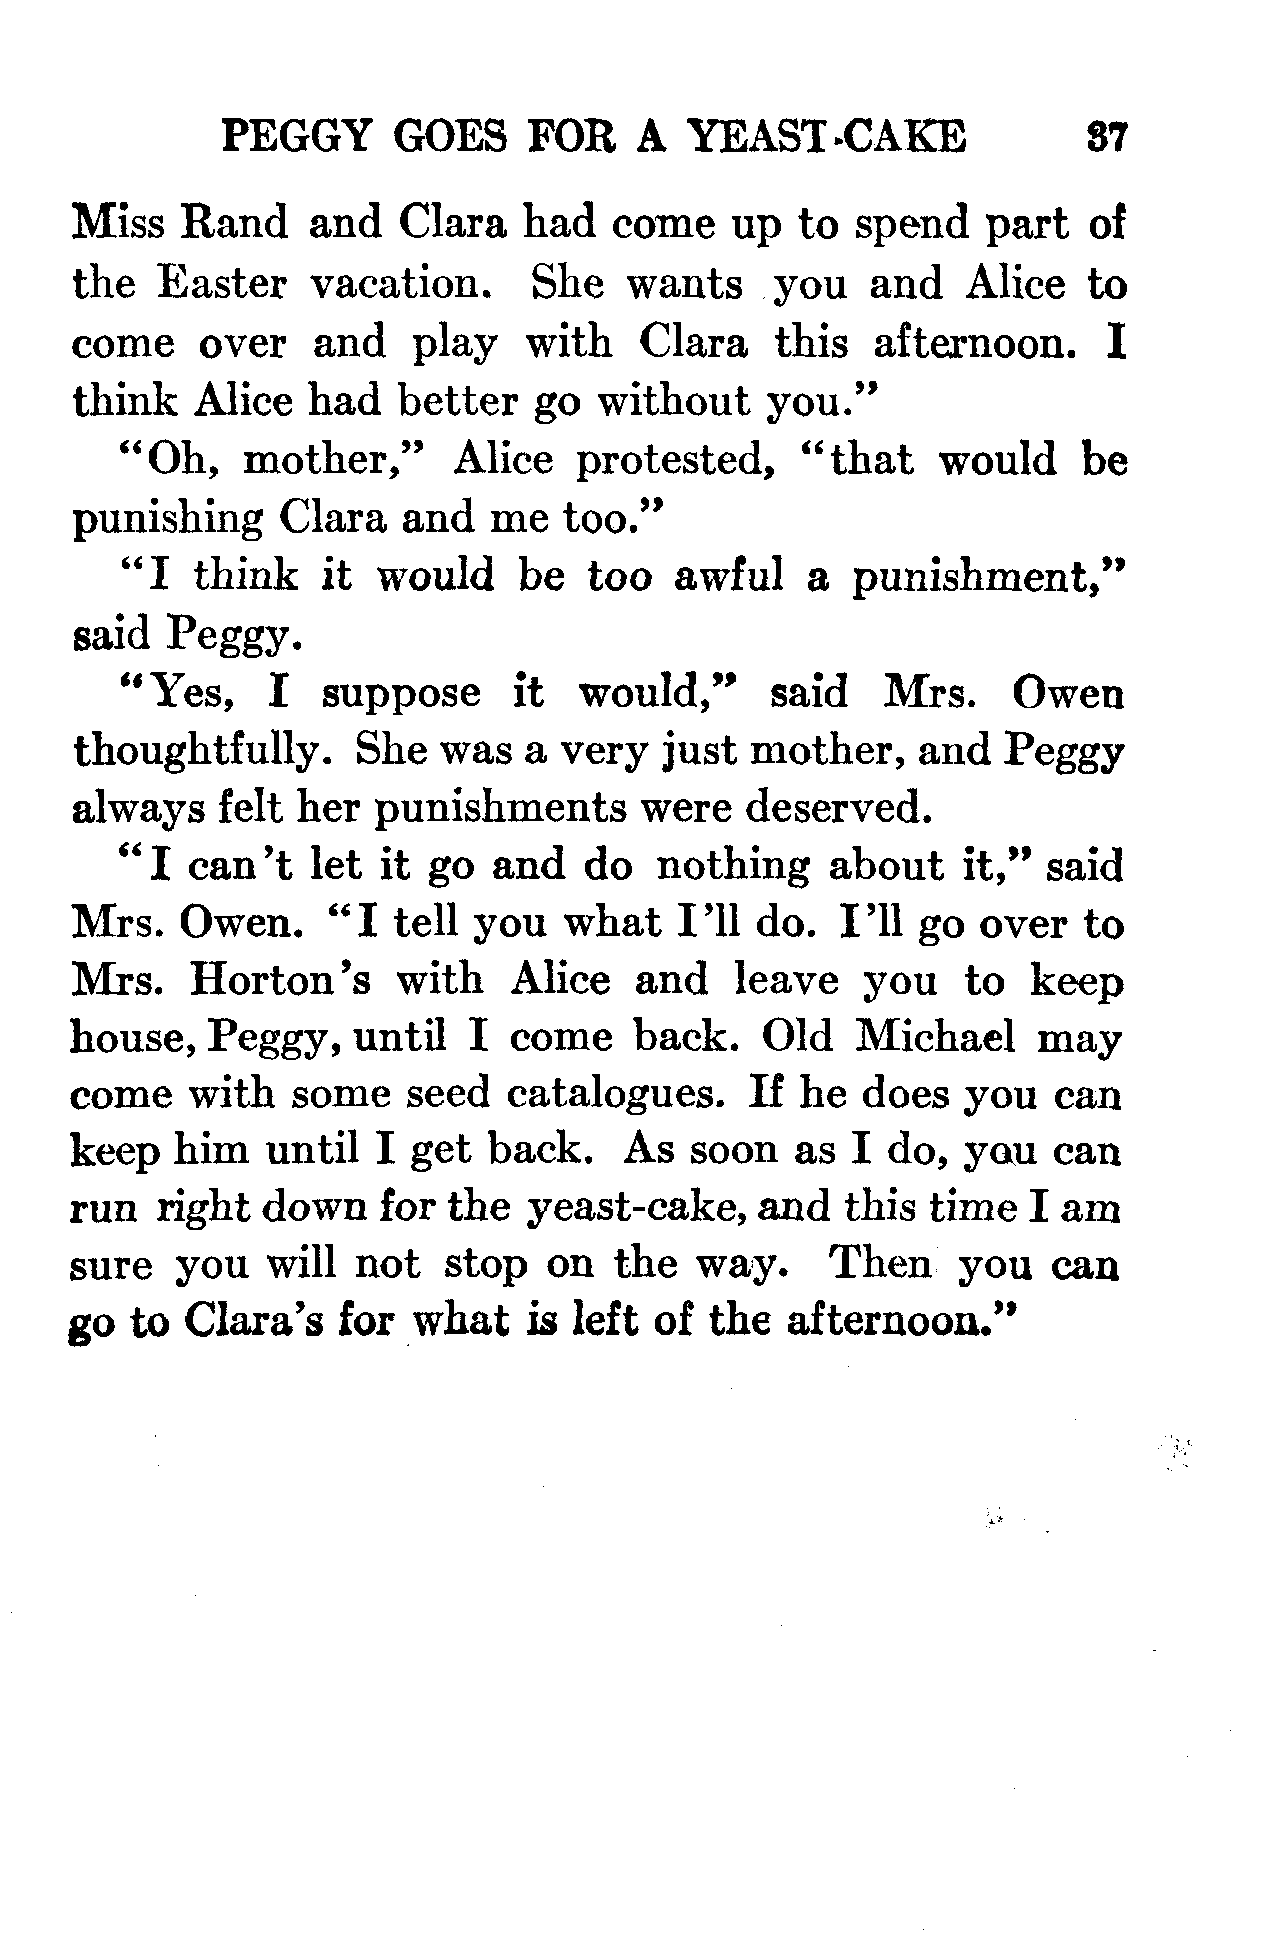 PEGGY GOES FOR A YEAST-CAKE 37
Miss Rand and Clara had come up to spend part of
the Easter vacation. She wants you and Alice to
come over and play with Clara this afternoon. I
think Alice had better go without you.”
“Oh, mother,” Alice protested, “that would be
punishing Clara and me too.”
“I think it would be too awful a punishment,”
said Peggy.
“Yes, I suppose it would,” said Mrs. Owen
thoughtfully. She was a very just mother, and Peggy
always felt her punishments were deserved.
“I can't let it go and do nothing about it,” said
Mrs. Owen. “I tell you what I'll do. I'll go over to
Mrs. Horton's with Alice and leave you to keep
house, Peggy, until I come back. Old Michael may
come with some seed catalogues. If he does you can
keep him until I get back. As soon as I do, you can
run right down for the yeast-cake, and this time I am
sure you will not stop on the way. Then you can
go to Clara's for what is left of the afternoon.”